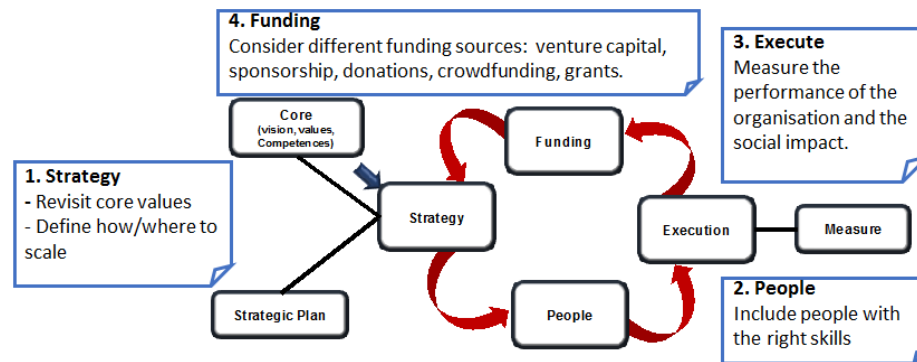 4. Funding
Consider different funding sources: venture capital,
sponsorship, donations, crowdfunding, grants.
3. Execute
Measure the
performance of the
organisation and the
social impact.
Core
(vision, values,
Competences)
Funding
1. Strategy
- Revisit core values
- Define how/where to
scale
Strategy
Execution
Measure
Strategic Plan
People
2. People
Include people with
the right skills